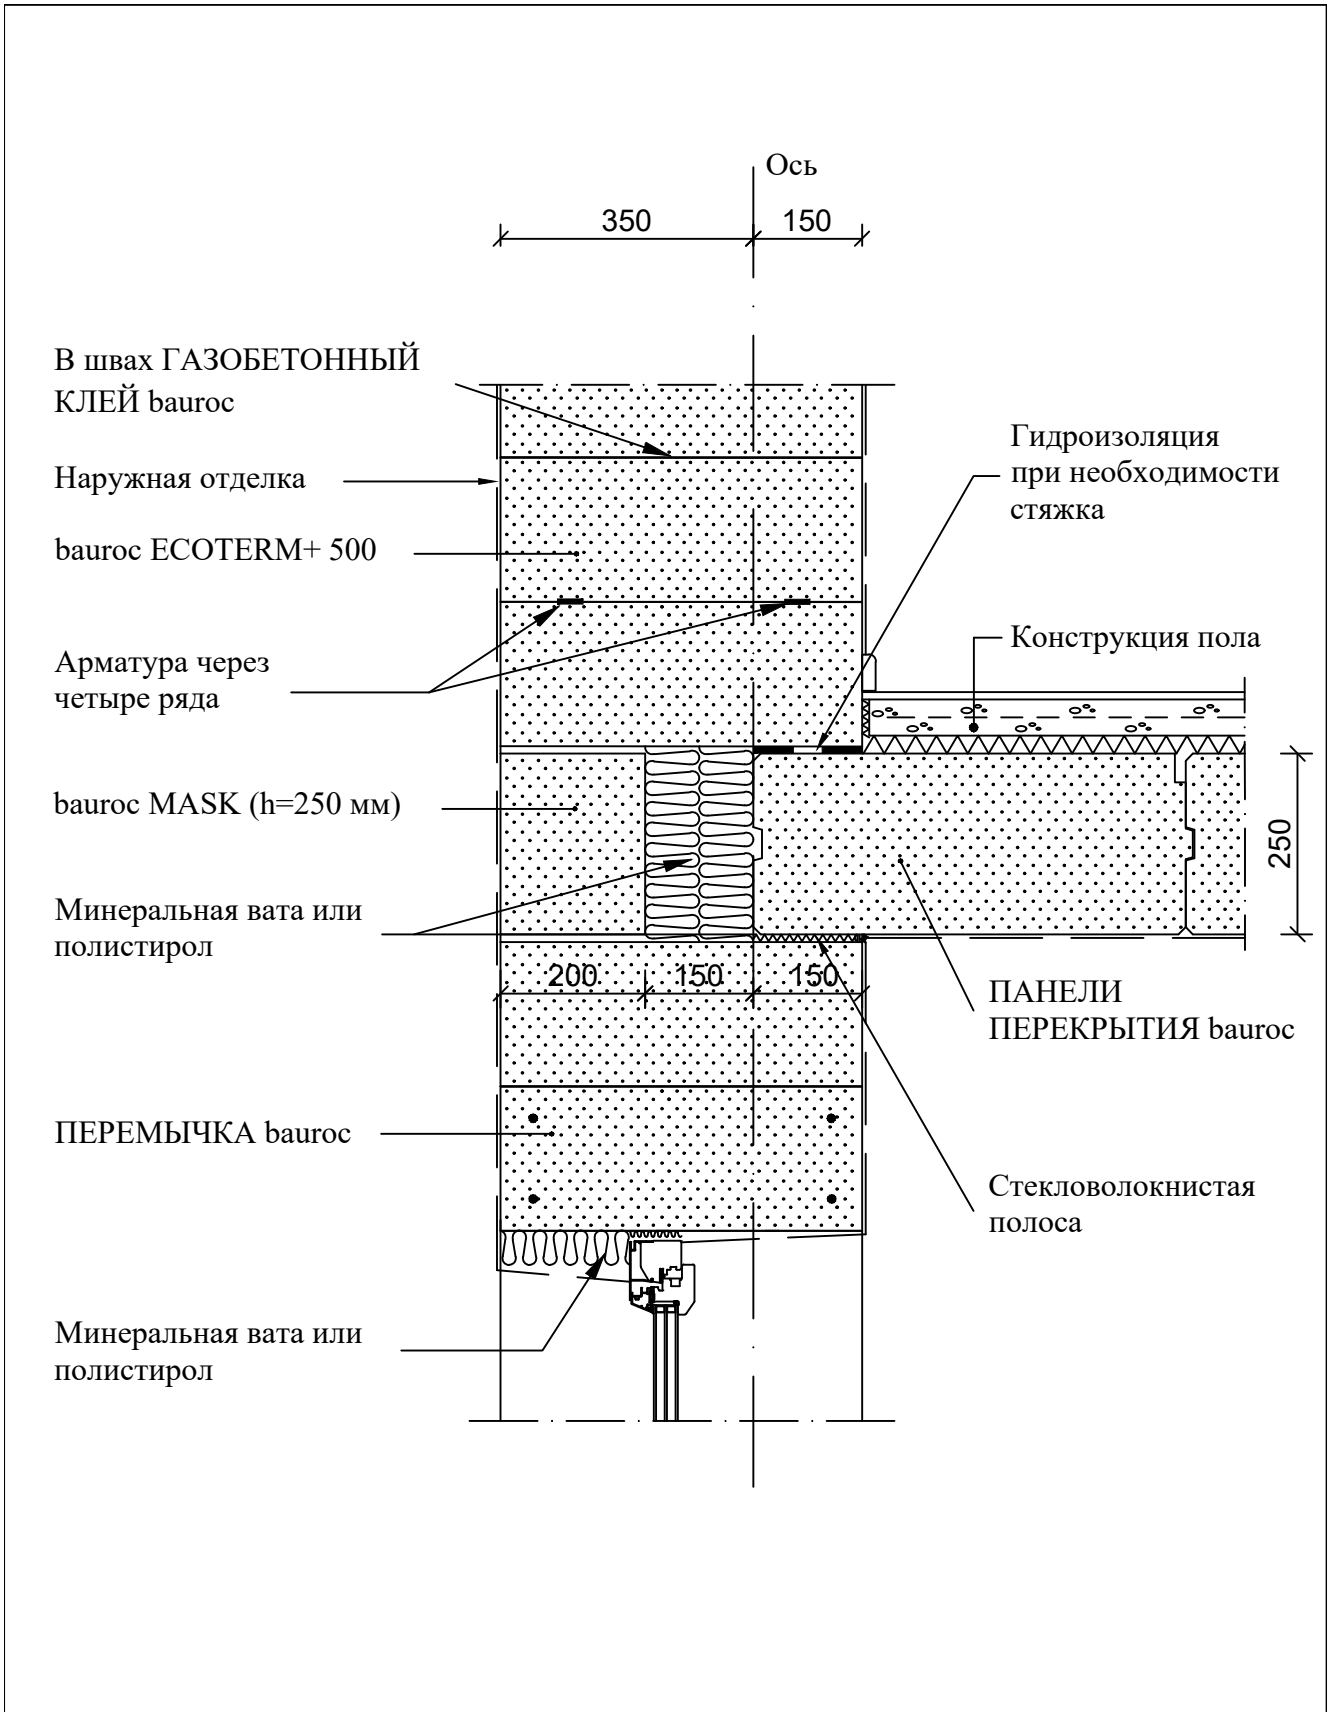 Ось
350
150
В швах ГАЗОБЕТОННЫЙ
КЛЕЙ bauroc
Гидроизоляция
при необходимости
стяжка
Наружная отделка
bauroc ECOTERM+ 500
Конструкция пола
Арматура через
четыре ряда
bauroc MASK (h=250 мм)
250
Минеральная вата или
полистирол
200
150
150
ПАНЕЛИ
ПЕРЕКРЫТИЯ bauroc
ПЕРЕМЫЧКА bauroc
Стекловолокнистая
полоса
Минеральная вата или
полистирол